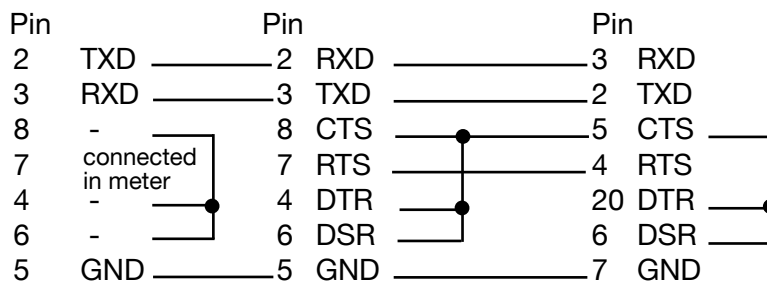 Pin Pin Pin
2 TXD 2 RXD 3 RXD
3 RXD 3 TXD 2 TXD
8 - 8 CTS 5 CTS
7 connected in meter 7 RTS 4 RTS
4 - 4 DTR 20 DTR
6 - 6 DSR 6 DSR
5 GND 5 GND 7 GND